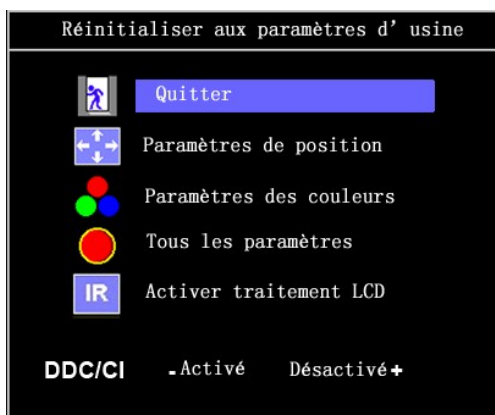 Réinitialiser aux paramètres d' usine
Quitter
Paramètres de position
Paramètres des couleurs
Tous les paramètres
IR Activer traitement LCD
DDC/CI - Activé Désactivé +